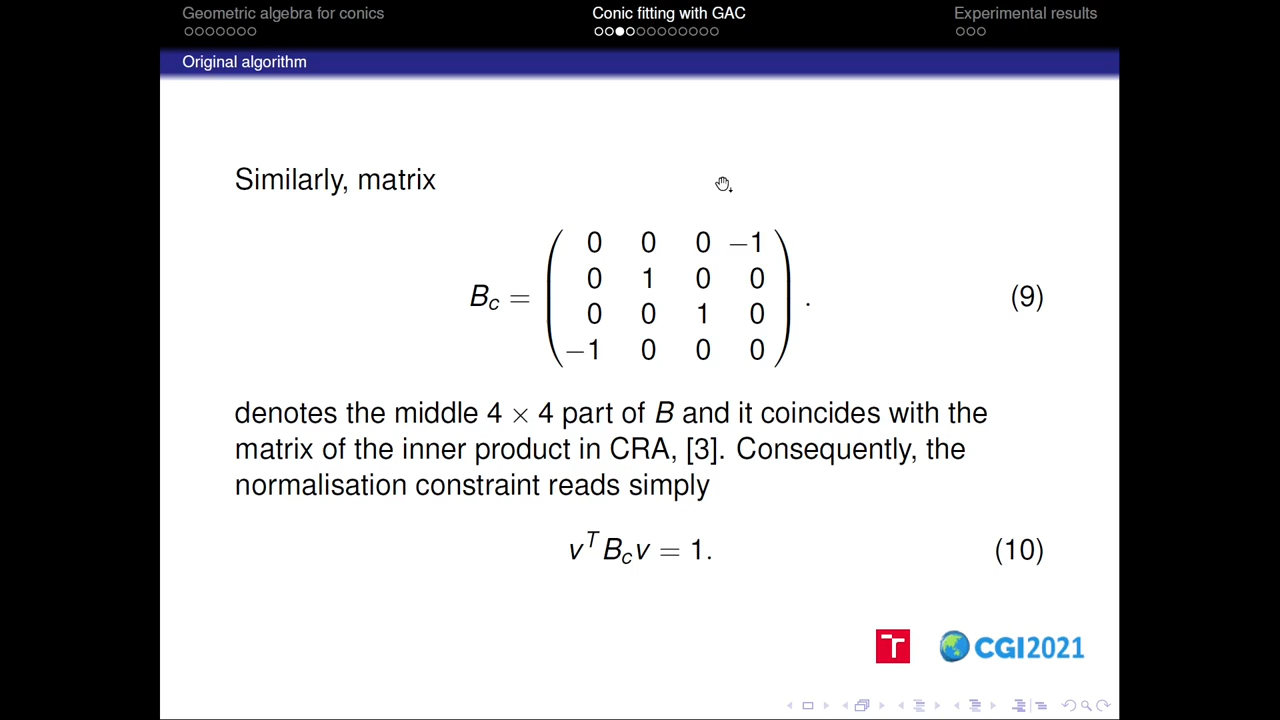 Geometric algebra for conics
Conic fitting with GAC
Experimental results
Original algorithm
Similarly, matrix
0 0 0 −1
0 1 0 0
B_c = . (9)
0 0 1 0
−1 0 0 0
denotes the middle 4 × 4 part of B and it coincides with the
matrix of the inner product in CRA, [3]. Consequently, the
normalisation constraint reads simply
v^T B_c v = 1. (10)
CGI2021